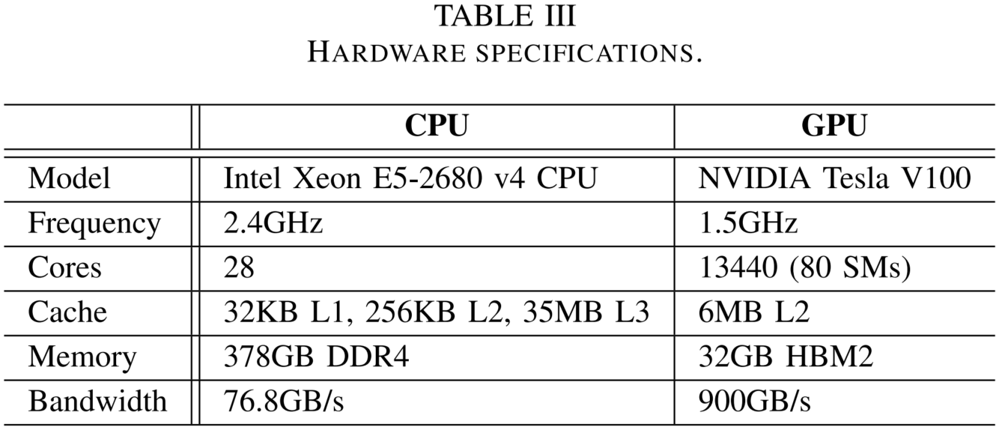 TABLE III
HARDWARE SPECIFICATIONS.
CPU GPU
Model Intel Xeon E5-2680 v4 CPU NVIDIA Tesla V100
Frequency 2.4GHz 1.5GHz
Cores 28 13440 (80 SMs)
Cache 32KB L1, 256KB L2, 35MB L3 6MB L2
Memory 378GB DDR4 32GB HBM2
Bandwidth 76.8GB/s 900GB/s